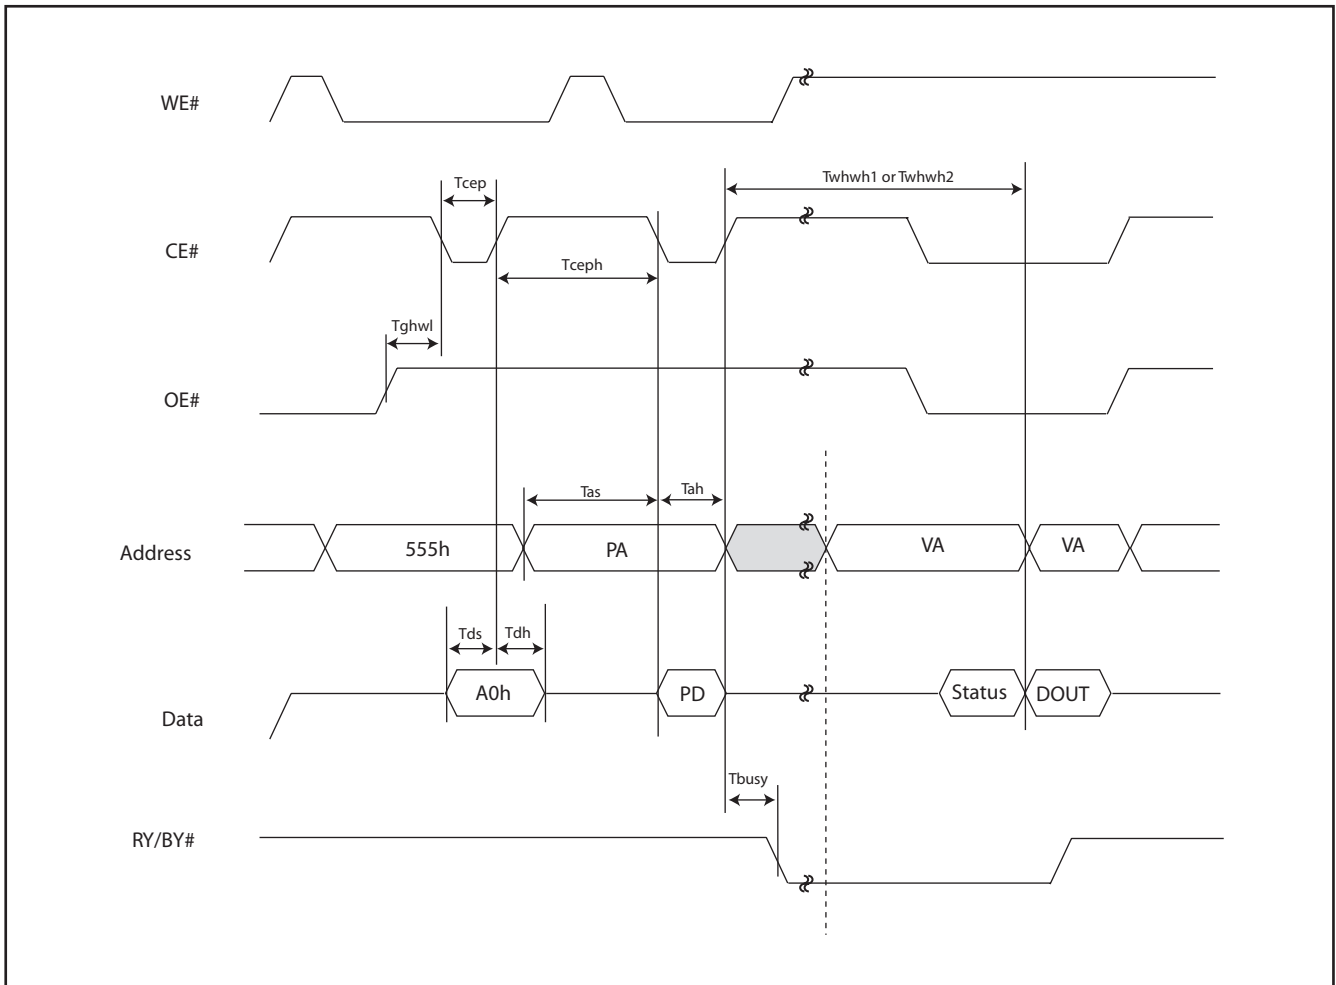 WE#
Tcep
Twhwh1 or Twhwh2
CE#
Tceph
Tghwl
OE#
Tas
Tah
Address
555h
PA
VA
VA
Tds
Tdh
Data
A0h
PD
Status
DOUT
Tbusy
RY/BY#